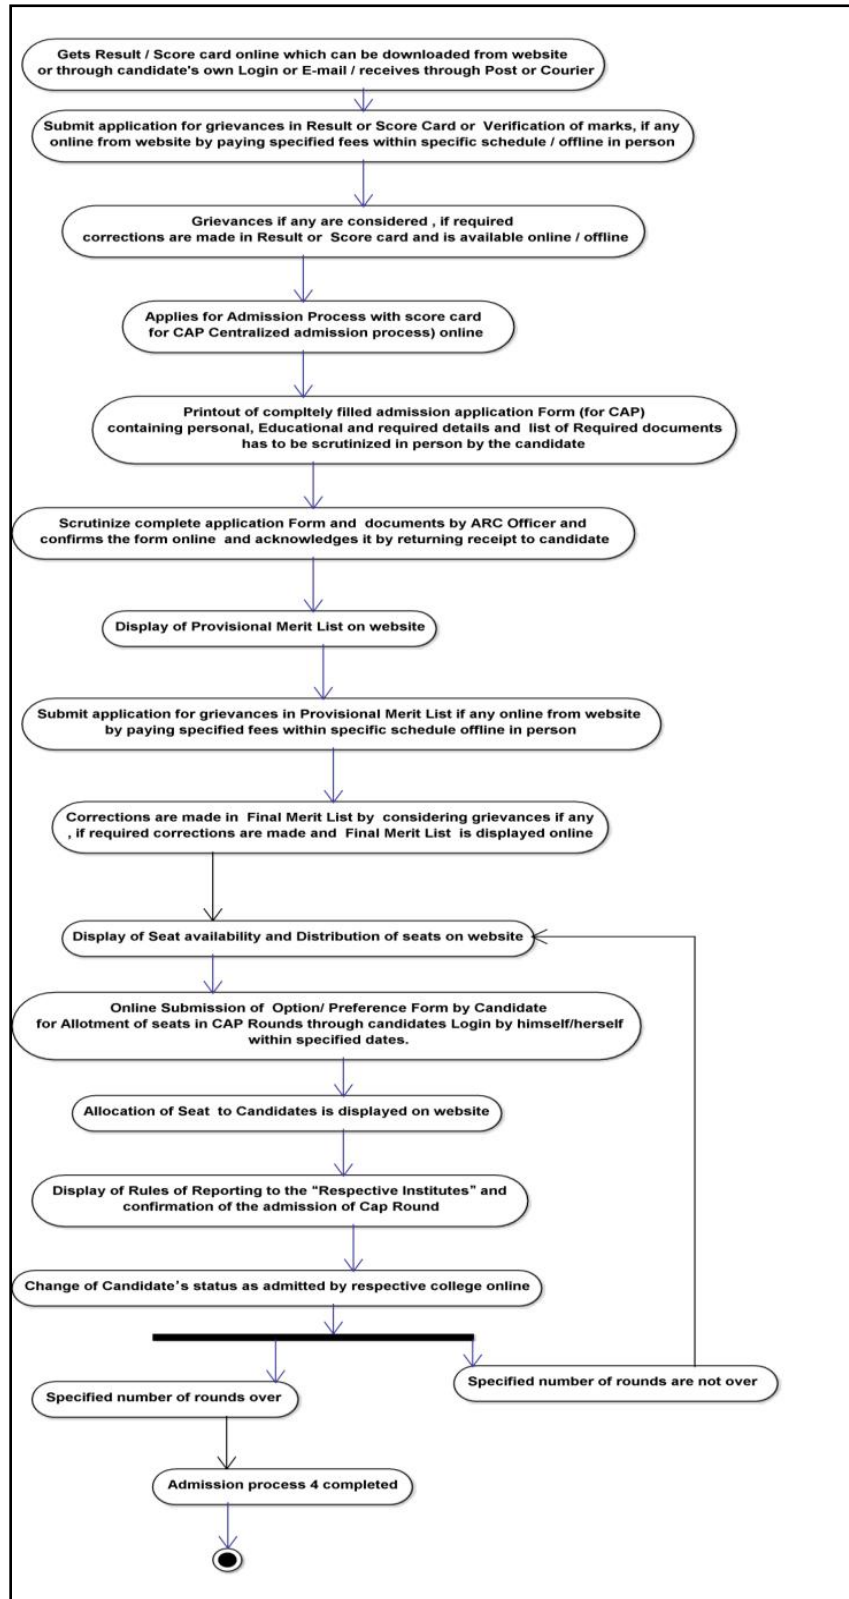 Gets Result / Score card online which can be downloaded from website
or through candidate's own Login or E-mail / receives through Post or Courier
Submit application for grievances in Result or Score Card or Verification of marks, if any
online from website by paying specified fees within specific schedule / offline in person
Grievances if any are considered , if required
corrections are made in Result or Score card and is available online / offline
Applies for Admission Process with score card
for CAP Centralized admission process) online
Printout of compltely filled admission application Form (for CAP)
containing personal, Educational and required details and list of Required documents
has to be scrutinized in person by the candidate
Scrutinize complete application Form and documents by ARC Officer and
confirms the form online and acknowledges it by returning receipt to candidate
Display of Provisional Merit List on website
Submit application for grievances in Provisional Merit List if any online from website
by paying specified fees within specific schedule offline in person
Corrections are made in Final Merit List by considering grievances if any
, if required corrections are made and Final Merit List is displayed online
Display of Seat availability and Distribution of seats on website
Online Submission of Option/ Preference Form by Candidate
for Allotment of seats in CAP Rounds through candidates Login by himself/herself
within specified dates.
Allocation of Seat to Candidates is displayed on website
Display of Rules of Reporting to the “Respective Institutes” and
confirmation of the admission of Cap Round
Change of Candidate’s status as admitted by respective college online
Specified number of rounds over
Specified number of rounds are not over
Admission process 4 completed